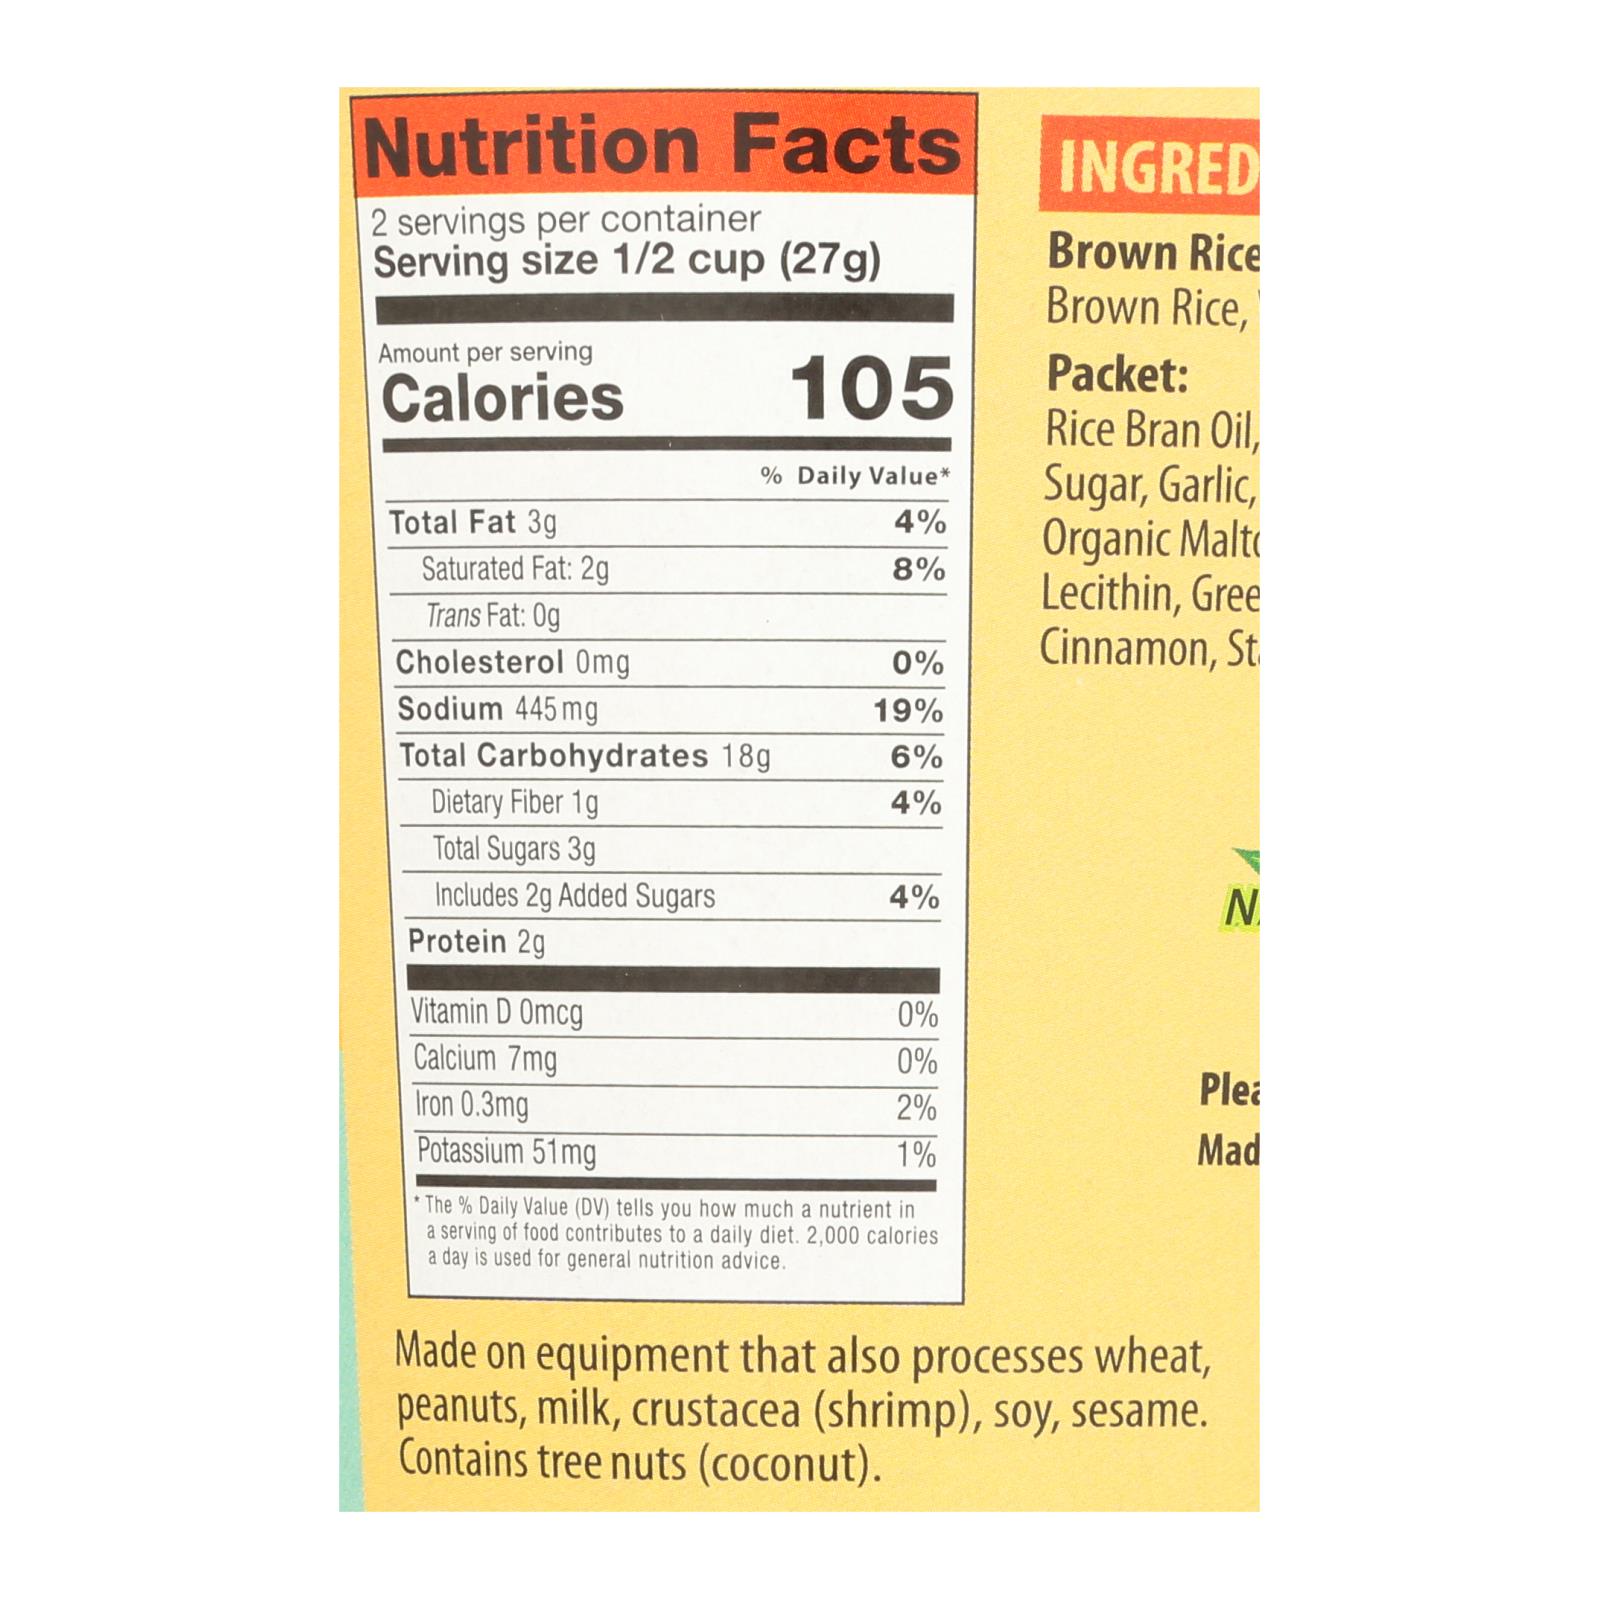 Nutrition Facts
2 servings per container
Serving size 1/2 cup (27g)
Amount per serving
Calories 105
% Daily Value*
Total Fat 3g 4%
Saturated Fat: 2g 8%
Trans Fat: 0g
Cholesterol 0mg 0%
Sodium 445mg 19%
Total Carbohydrates 18g 6%
Dietary Fiber 1g 4%
Total Sugars 3g
Includes 2g Added Sugars 4%
Protein 2g
Vitamin D 0mcg 0%
Calcium 7mg 0%
Iron 0.3mg 2%
Potassium 51mg 1%
* The % Daily Value (DV) tells you how much a nutrient in
a serving of food contributes to a daily diet. 2,000 calories
a day is used for general nutrition advice.
Made on equipment that also processes wheat,
peanuts, milk, crustacea (shrimp), soy, sesame.
Contains tree nuts (coconut).
INGRED
Brown Rice
Brown Rice,
Packet:
Rice Bran Oil,
Sugar, Garlic,
Organic Malt
Lecithin, Gree
Cinnamon, St
N
Plea
Mad